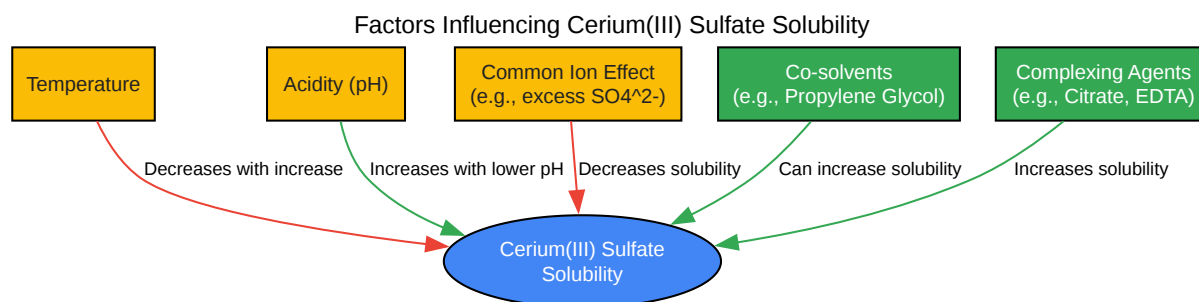 Factors Influencing Cerium(III) Sulfate Solubility
Temperature
Acidity (pH)
Common Ion Effect
(e.g., excess SO4^2-)
Co-solvents
(e.g., Propylene Glycol)
Complexing Agents
(e.g., Citrate, EDTA)
Decreases with increase
Increases with lower pH
Decreases solubility
Can increase solubility
Increases solubility
Cerium(III) Sulfate
Solubility